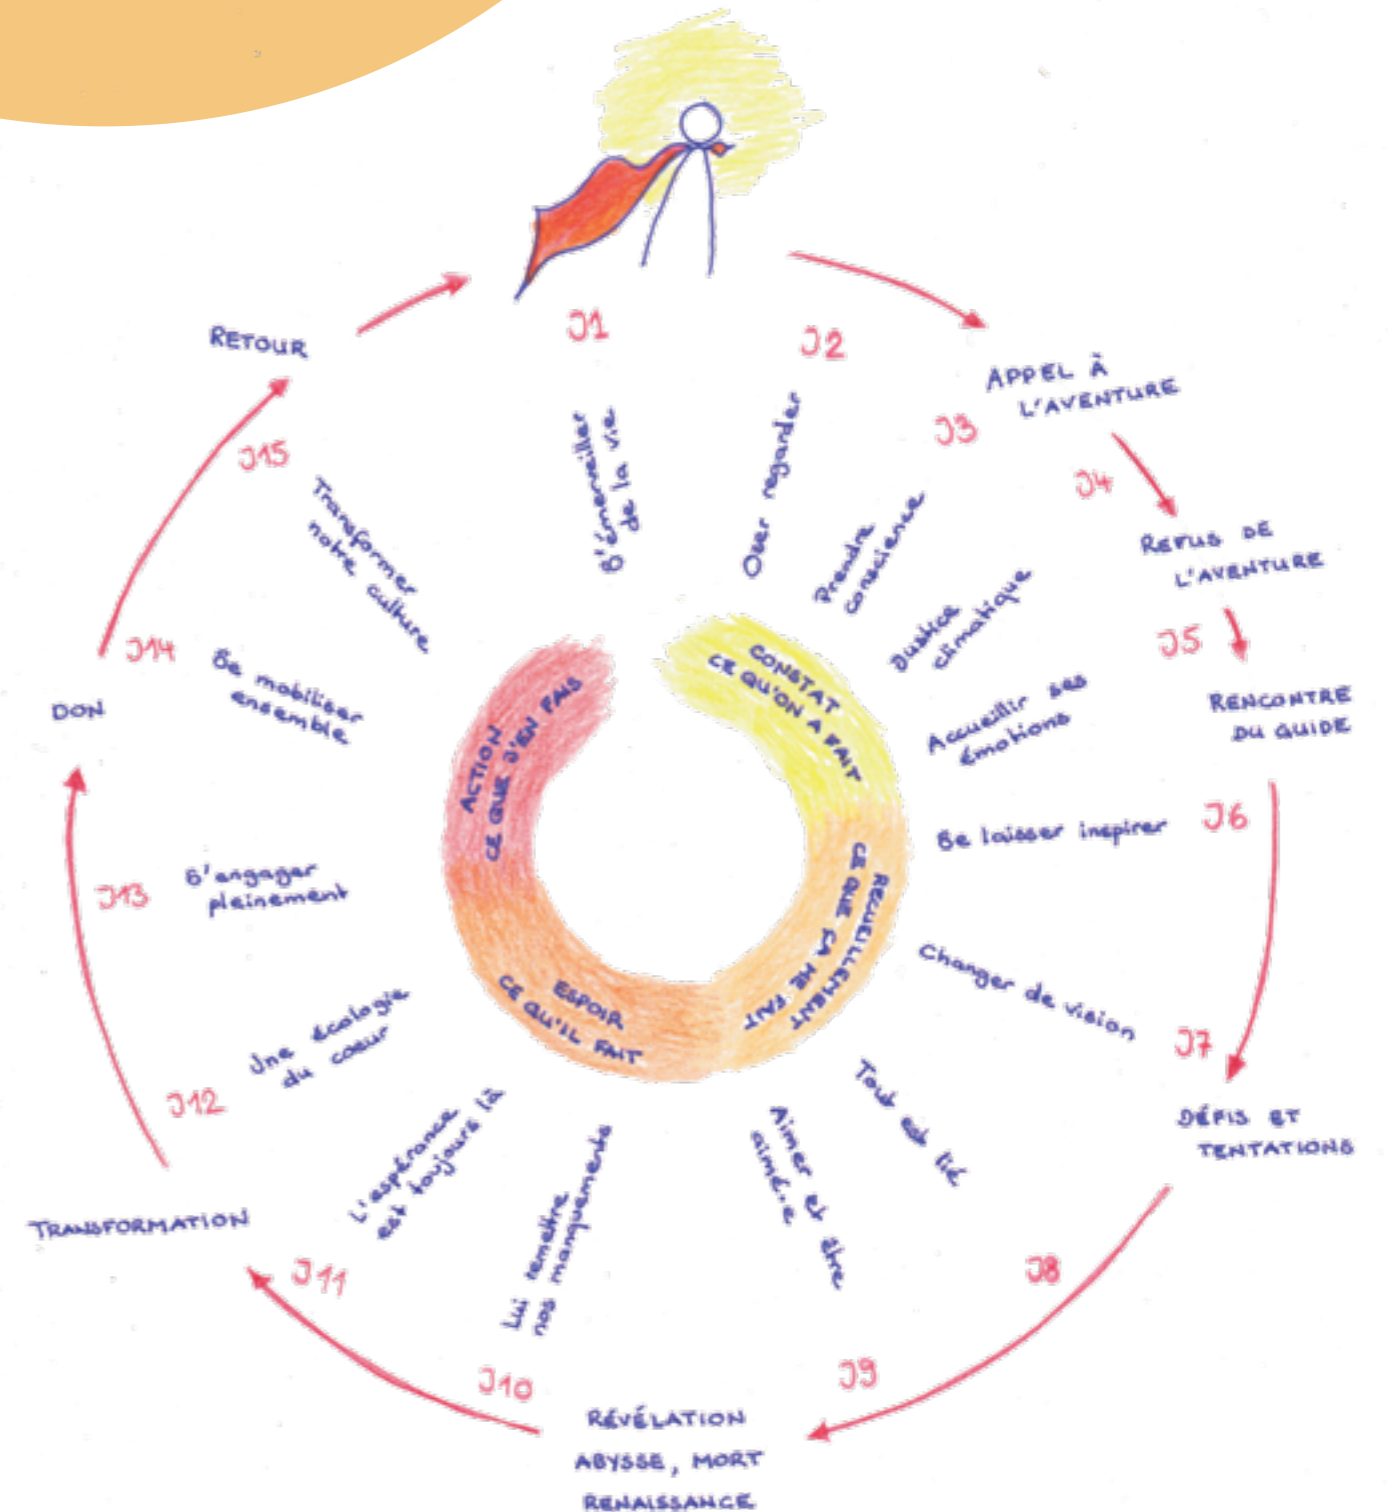 J1
S'émerveiller
de la vie
J2
Oser regarder
APPEL À
L'AVENTURE
J3
Prendre
conscience
J4
Justice
climatique
REFUS DE
L'AVENTURE
J5
Accueillir ses
émotions
RENCONTRE
DU GUIDE
J6
Se laisser inspirer
J7
Changer de vision
DÉFIS ET
TENTATIONS
J8
Tout est lié
J9
Aimer et être
aimé.e
RÉVÉLATION
ABYSSE, MORT
RENAISSANCE
J10
Lui remettre
nos manquements
J11
L'espérance
est toujours là
TRANSFORMATION
J12
Une écologie
du coeur
J13
S'engager
pleinement
DON
J14
Se mobiliser
ensemble
J15
Transformer
notre culture
RETOUR
CONSTAT
CE QU'ON A FAIT
RECUEILLEMENT
CE QUE ÇA ME FAIT
ESPOIR
CE QU'IL FAIT
ACTION
CE QUE J'EN FAIS